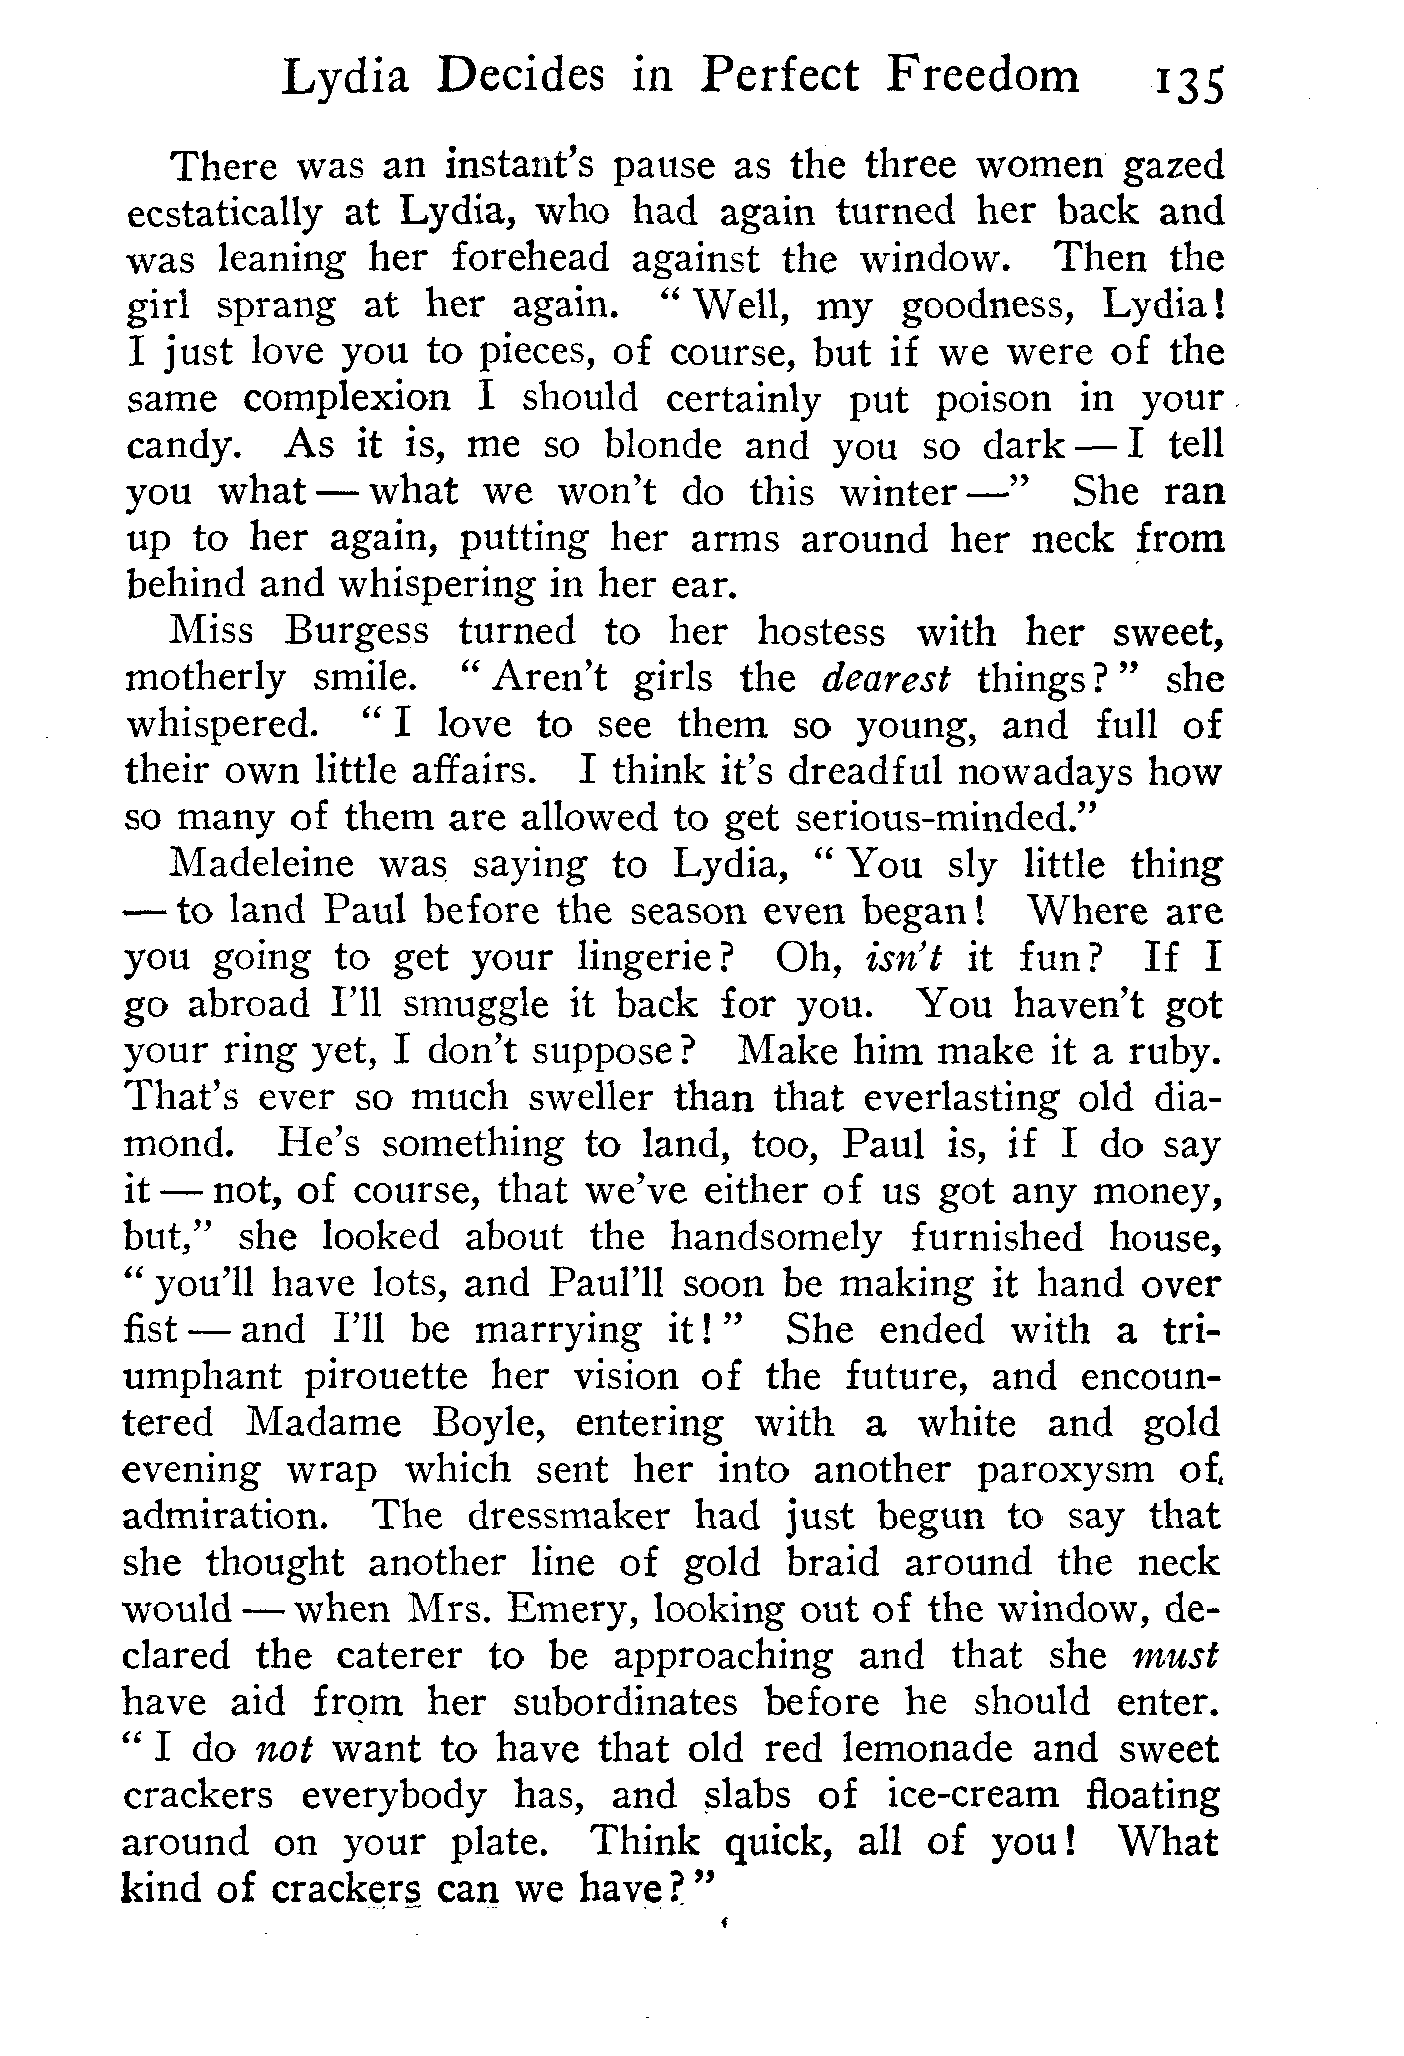 Lydia Decides in Perfect Freedom 135
There was an instant's pause as the three women gazed
ecstatically at Lydia, who had again turned her back and
was leaning her forehead against the window. Then the
girl sprang at her again. “ Well, my goodness, Lydia!
I just love you to pieces, of course, but if we were of the
same complexion I should certainly put poison in your
candy. As it is, me so blonde and you so dark — I tell
you what — what we won't do this winter —” She ran
up to her again, putting her arms around her neck from
behind and whispering in her ear.
Miss Burgess turned to her hostess with her sweet,
motherly smile. “ Aren't girls the dearest things? ” she
whispered. “ I love to see them so young, and full of
their own little affairs. I think it's dreadful nowadays how
so many of them are allowed to get serious-minded.”
Madeleine was saying to Lydia, “ You sly little thing
— to land Paul before the season even began! Where are
you going to get your lingerie? Oh, isn't it fun? If I
go abroad I'll smuggle it back for you. You haven't got
your ring yet, I don't suppose? Make him make it a ruby.
That's ever so much sweller than that everlasting old dia-
mond. He's something to land, too, Paul is, if I do say
it — not, of course, that we've either of us got any money,
but,” she looked about the handsomely furnished house,
“ you'll have lots, and Paul'll soon be making it hand over
fist — and I'll be marrying it! ” She ended with a tri-
umphant pirouette her vision of the future, and encoun-
tered Madame Boyle, entering with a white and gold
evening wrap which sent her into another paroxysm of
admiration. The dressmaker had just begun to say that
she thought another line of gold braid around the neck
would — when Mrs. Emery, looking out of the window, de-
clared the caterer to be approaching and that she must
have aid from her subordinates before he should enter.
“ I do not want to have that old red lemonade and sweet
crackers everybody has, and slabs of ice-cream floating
around on your plate. Think quick, all of you! What
kind of crackers can we have? ”